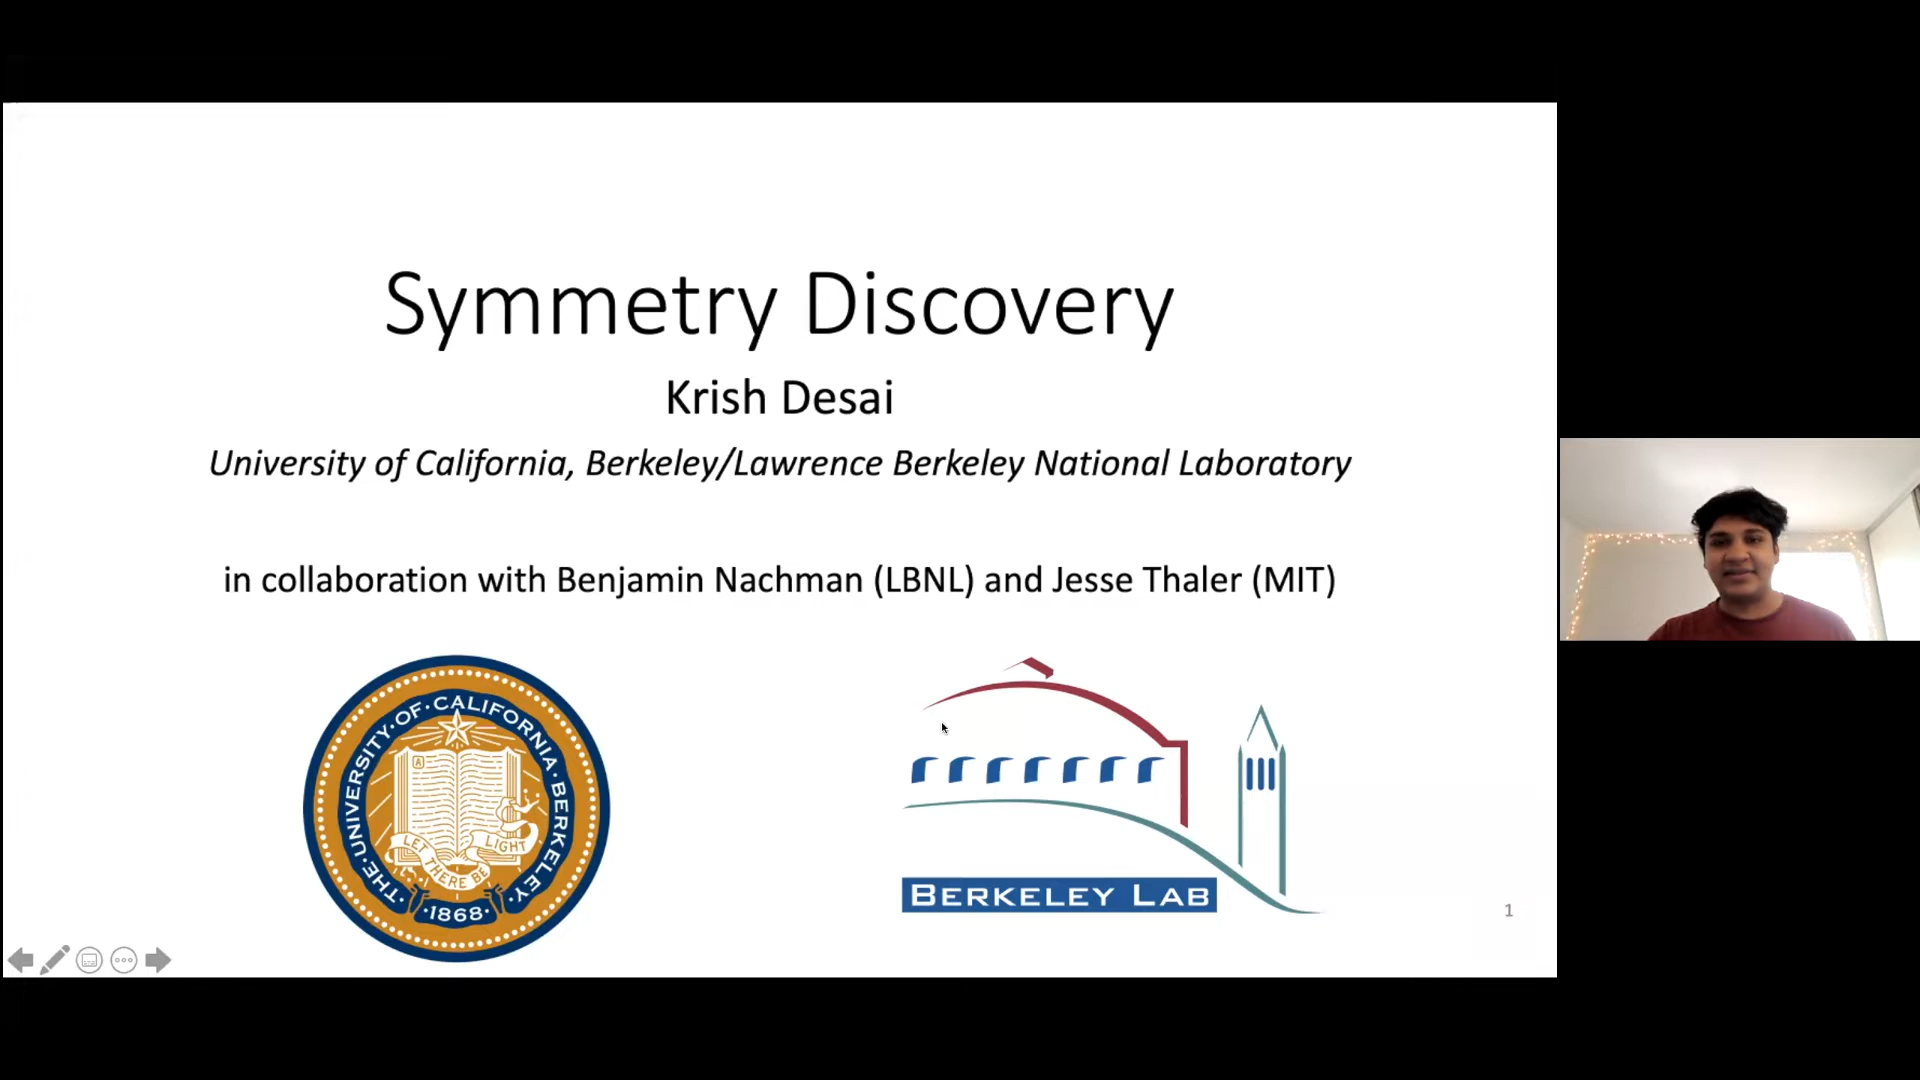 Symmetry Discovery
Krish Desai
University of California, Berkeley/Lawrence Berkeley National Laboratory
in collaboration with Benjamin Nachman (LBNL) and Jesse Thaler (MIT)
THE·UNIVERSITY·OF·CALIFORNIA·BERKELEY
A
LET THERE BE LIGHT
·1868·
BERKELEY LAB
1